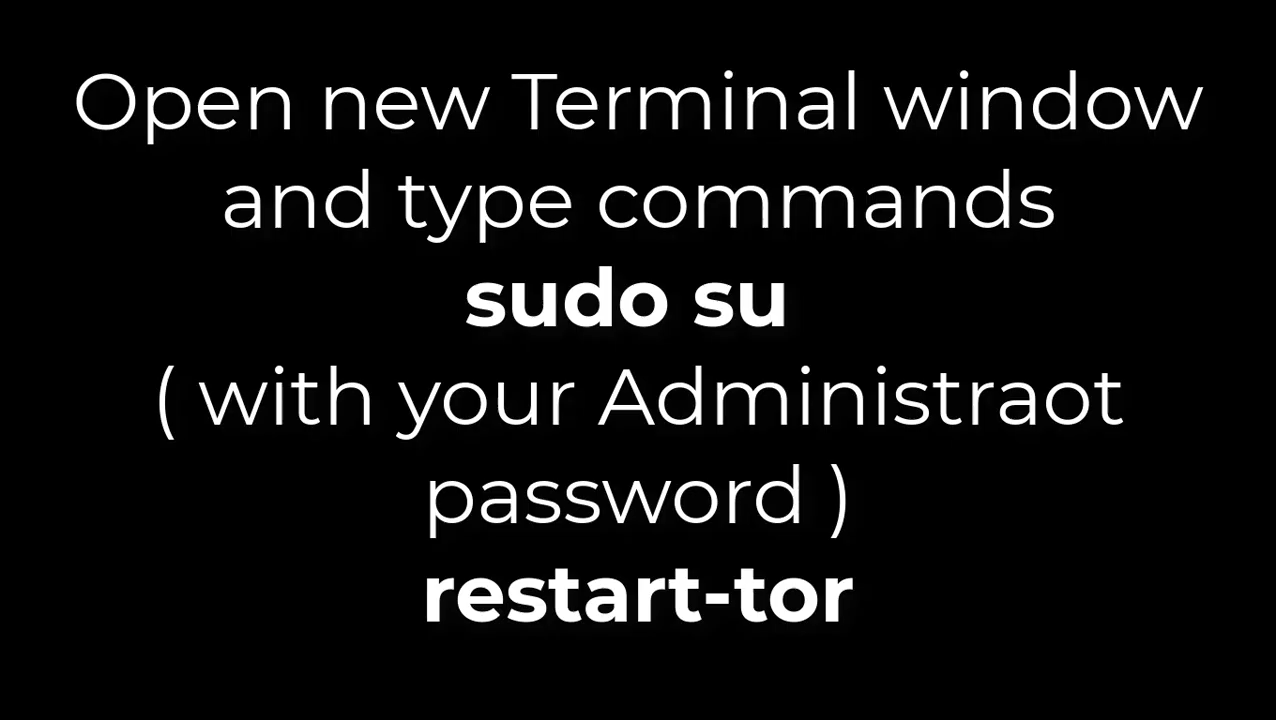 Open new Terminal window
and type commands
sudo su
( with your Administraot
password )
restart-tor